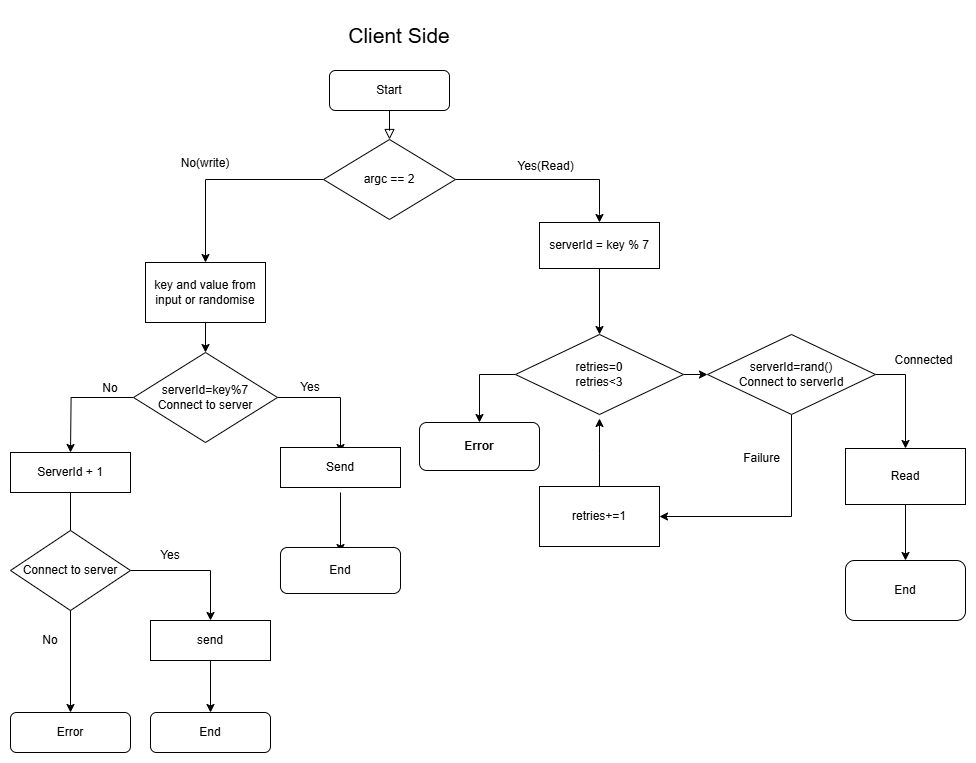 Client Side
Start
argc == 2
No(write)
Yes(Read)
serverId = key % 7
key and value from
input or randomise
serverId=key%7
Connect to server
No
Yes
ServerId + 1
Send
Connect to server
Yes
End
No
send
Error
End
retries=0
retries<3
serverId=rand()
Connect to serverId
Connected
Error
Failure
Read
retries+=1
End